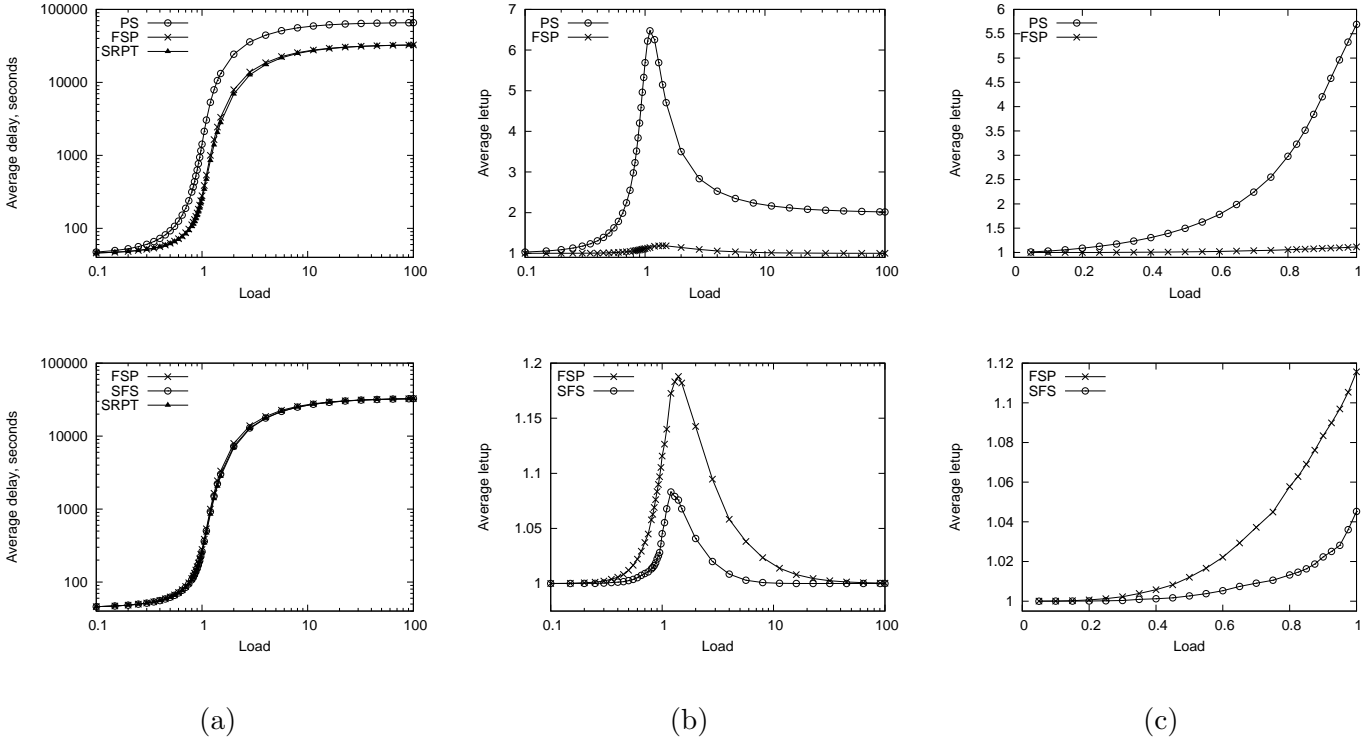 100000
10000
1000
100
0.1
1
10
100
Average delay, seconds
Load
PS
FSP
SRPT
7
6
5
4
3
2
1
0.1
1
10
100
Average letup
Load
PS
FSP
6
5.5
5
4.5
4
3.5
3
2.5
2
1.5
1
0
0.2
0.4
0.6
0.8
1
Average letup
Load
PS
FSP
100000
10000
1000
100
0.1
1
10
100
Average delay, seconds
Load
FSP
SFS
SRPT
1.2
1.15
1.1
1.05
1
0.1
1
10
100
Average letup
Load
FSP
SFS
1.12
1.1
1.08
1.06
1.04
1.02
1
0
0.2
0.4
0.6
0.8
1
Average letup
Load
FSP
SFS
(a)
(b)
(c)